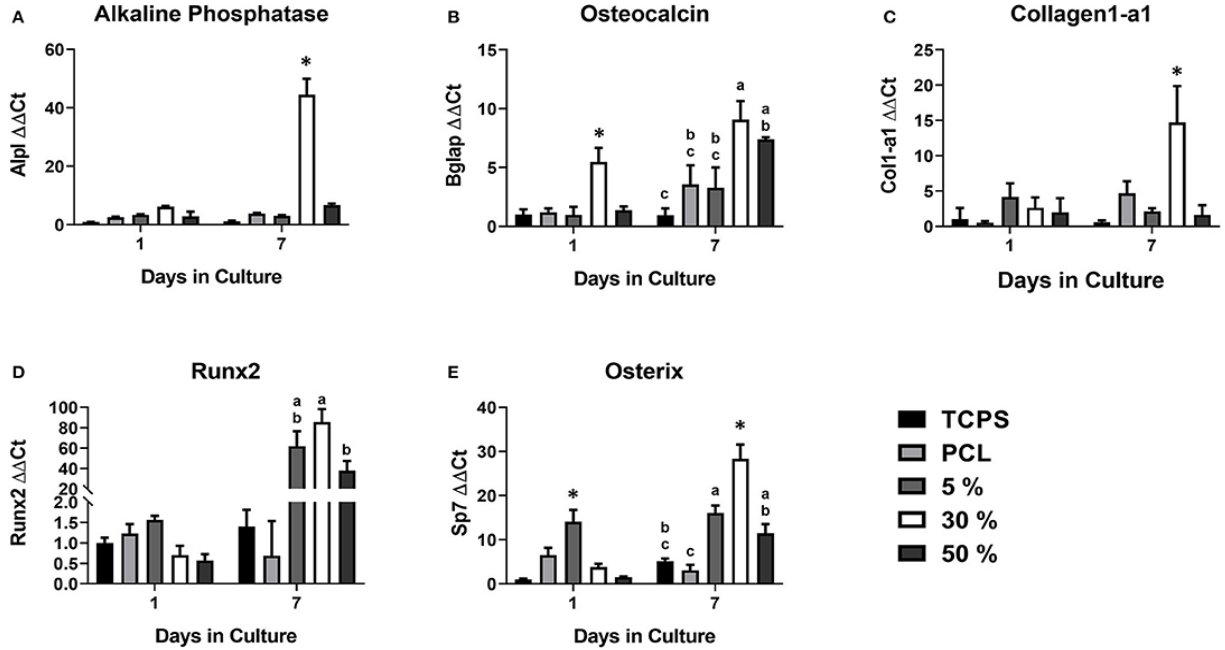 A Alkaline Phosphatase
Alpl ΔΔCt
60
40
20
0
*
1 7
Days in Culture
B Osteocalcin
Bglap ΔΔCt
15
10
5
0
*
c
b
c
b
c
a
a
b
1 7
Days in Culture
C Collagen1-a1
Col1-a1 ΔΔCt
25
20
15
10
5
0
*
1 7
Days in Culture
D Runx2
Runx2 ΔΔCt
100
80
60
40
20
2.0
1.5
1.0
0.5
0.0
a
b
a
b
1 7
Days in Culture
E Osterix
Sp7 ΔΔCt
40
30
20
10
0
*
b
c
c
a
*
a
b
1 7
Days in Culture
TCPS
PCL
5 %
30 %
50 %